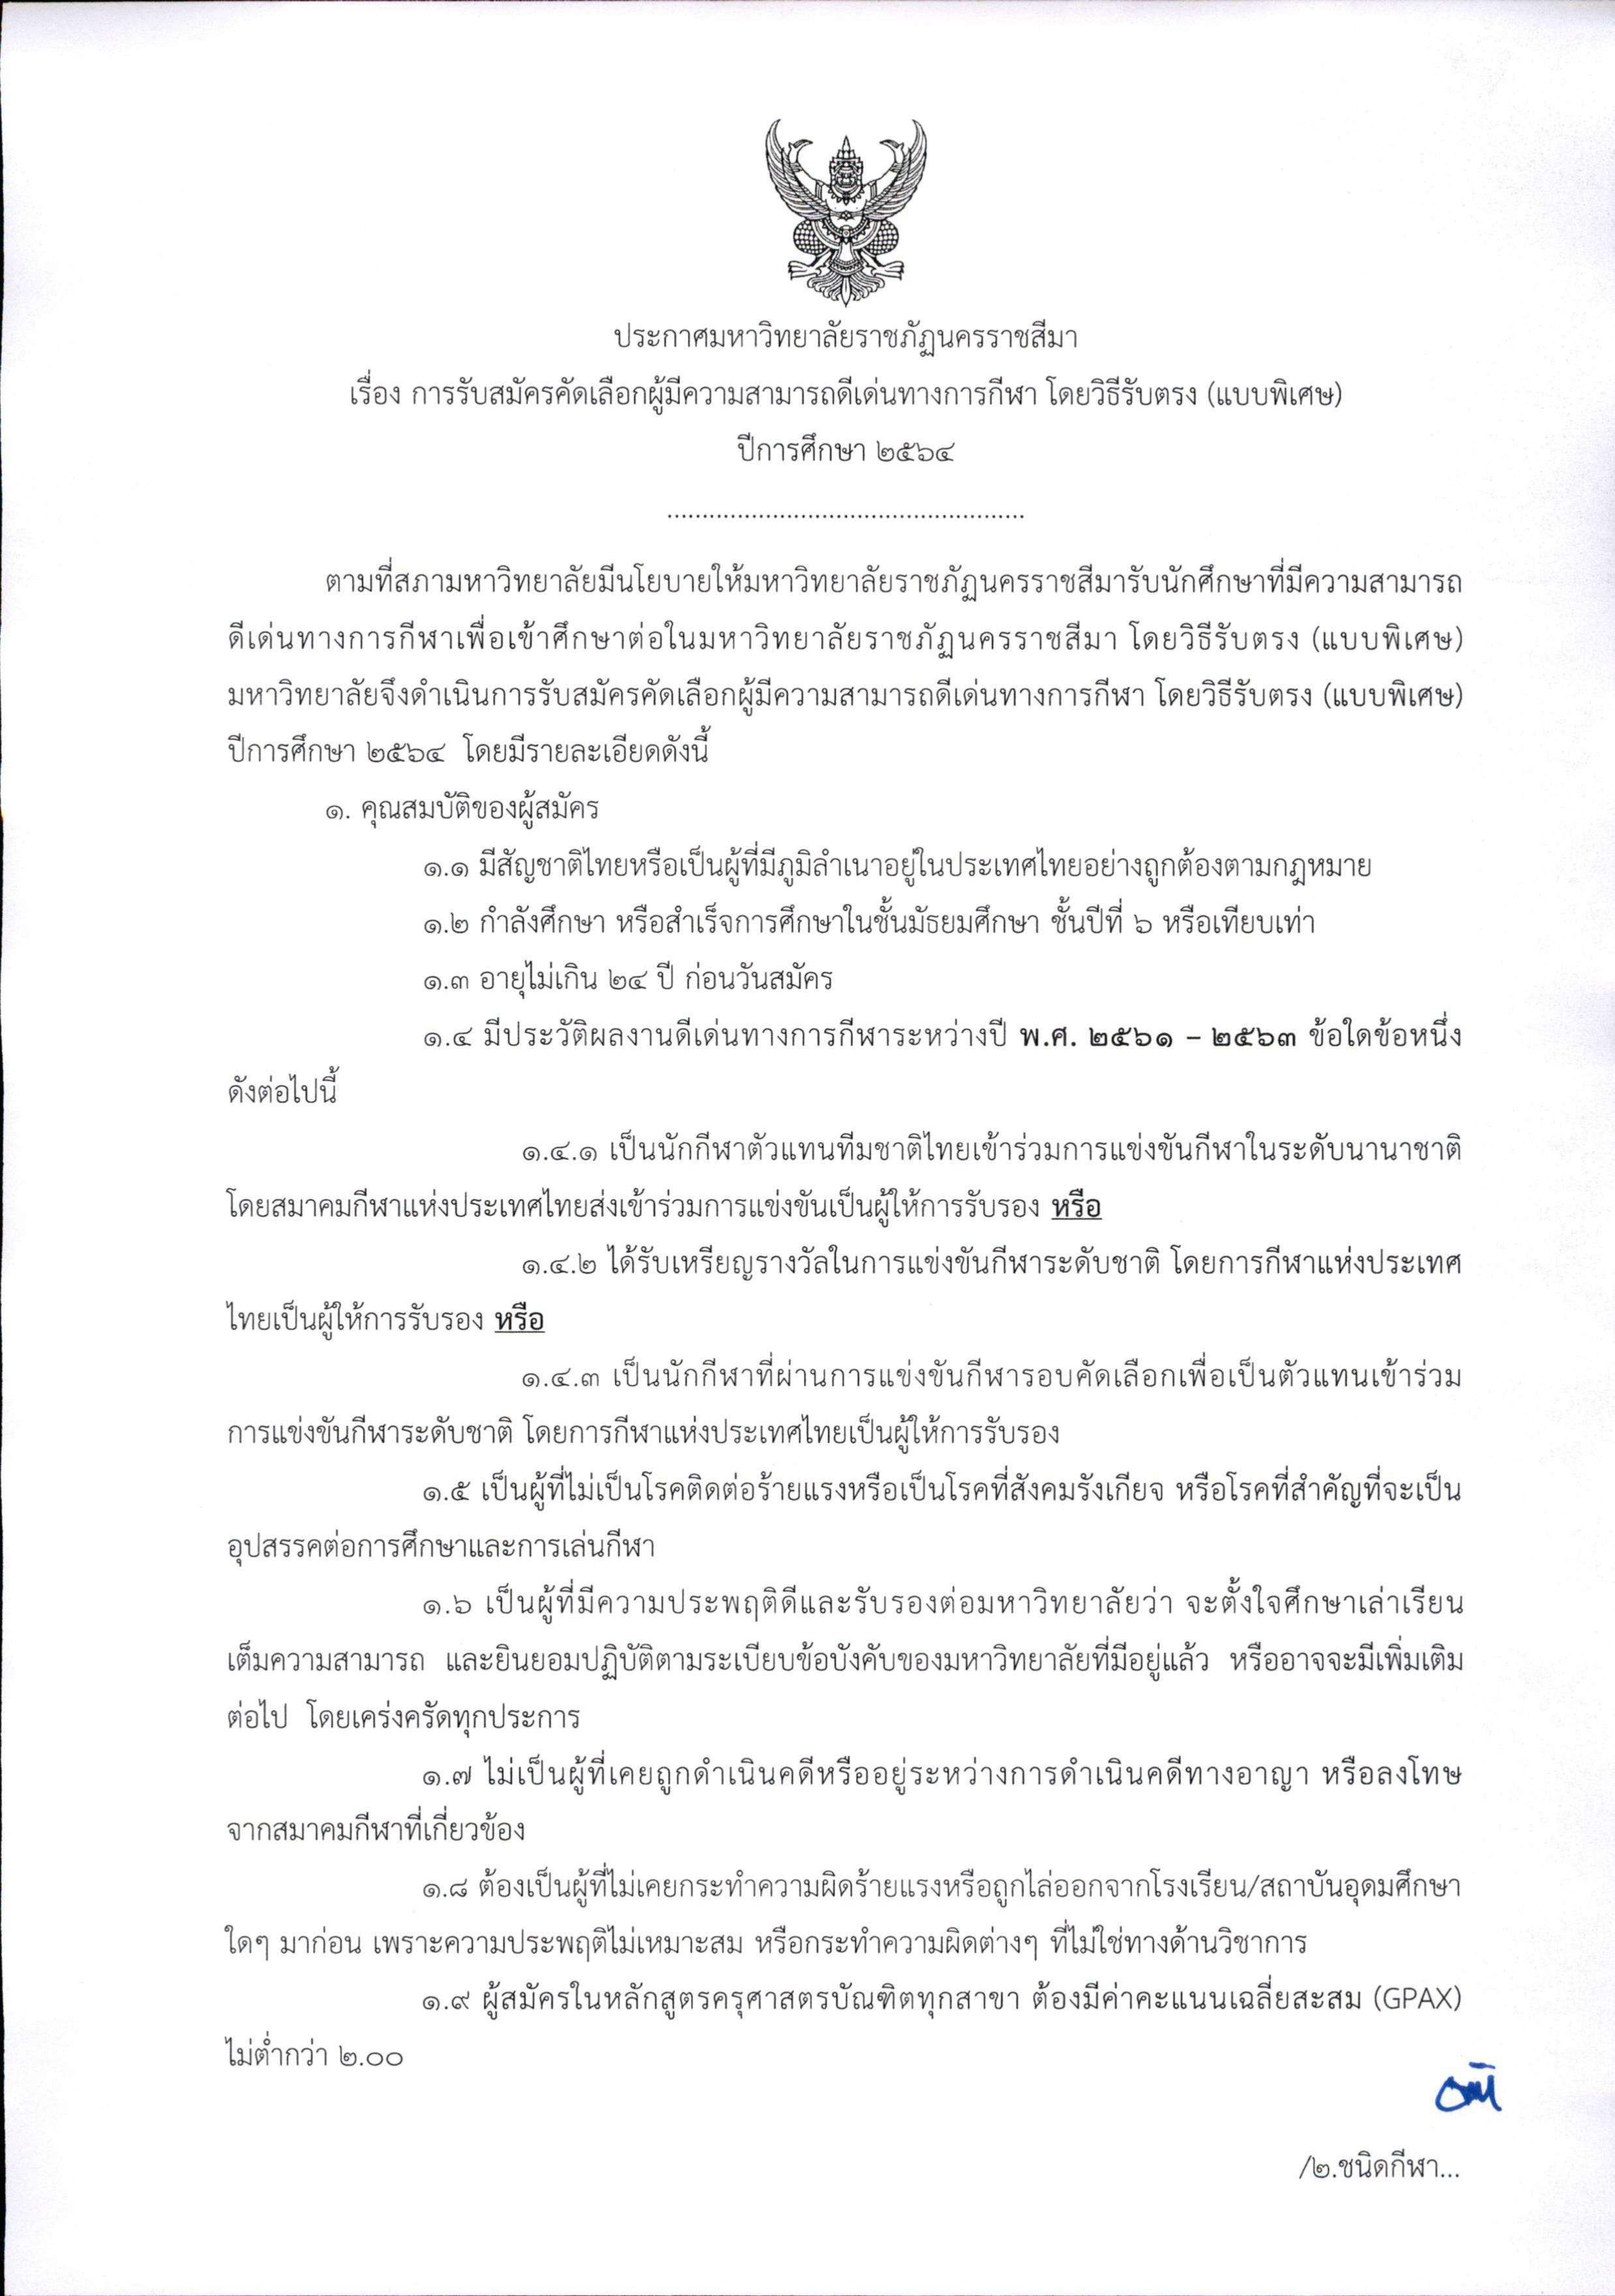 ประกาศมหาวิทยาลัยราชภัฏนครราชสีมา
เรื่อง การรับสมัครคัดเลือกผู้มีความสามารถดีเด่นทางการกีฬา โดยวิธีรับตรง (แบบพิเศษ)
ปีการศึกษา ๒๕๖๔
...................................................
ตามที่สภามหาวิทยาลัยมีนโยบายให้มหาวิทยาลัยราชภัฏนครราชสีมารับนักศึกษาที่มีความสามารถ
ดีเด่นทางการกีฬาเพื่อเข้าศึกษาต่อในมหาวิทยาลัยราชภัฏนครราชสีมา โดยวิธีรับตรง (แบบพิเศษ)
มหาวิทยาลัยจึงดำเนินการรับสมัครคัดเลือกผู้มีความสามารถดีเด่นทางการกีฬา โดยวิธีรับตรง (แบบพิเศษ)
ปีการศึกษา ๒๕๖๔ โดยมีรายละเอียดดังนี้
๑. คุณสมบัติของผู้สมัคร
๑.๑ มีสัญชาติไทยหรือเป็นผู้ที่มีภูมิลำเนาอยู่ในประเทศไทยอย่างถูกต้องตามกฎหมาย
๑.๒ กำลังศึกษา หรือสำเร็จการศึกษาในชั้นมัธยมศึกษา ชั้นปีที่ ๖ หรือเทียบเท่า
๑.๓ อายุไม่เกิน ๒๔ ปี ก่อนวันสมัคร
๑.๔ มีประวัติผลงานดีเด่นทางการกีฬาระหว่างปี พ.ศ. ๒๕๖๑ – ๒๕๖๓ ข้อใดข้อหนึ่ง
ดังต่อไปนี้
๑.๔.๑ เป็นนักกีฬาตัวแทนทีมชาติไทยเข้าร่วมการแข่งขันกีฬาในระดับนานาชาติ
โดยสมาคมกีฬาแห่งประเทศไทยส่งเข้าร่วมการแข่งขันเป็นผู้ให้การรับรอง หรือ
๑.๔.๒ ได้รับเหรียญรางวัลในการแข่งขันกีฬาระดับชาติ โดยการกีฬาแห่งประเทศ
ไทยเป็นผู้ให้การรับรอง หรือ
๑.๔.๓ เป็นนักกีฬาที่ผ่านการแข่งขันกีฬารอบคัดเลือกเพื่อเป็นตัวแทนเข้าร่วม
การแข่งขันกีฬาระดับชาติ โดยการกีฬาแห่งประเทศไทยเป็นผู้ให้การรับรอง
๑.๕ เป็นผู้ที่ไม่เป็นโรคติดต่อร้ายแรงหรือเป็นโรคที่สังคมรังเกียจ หรือโรคที่สำคัญที่จะเป็น
อุปสรรคต่อการศึกษาและการเล่นกีฬา
๑.๖ เป็นผู้ที่มีความประพฤติดีและรับรองต่อมหาวิทยาลัยว่า จะตั้งใจศึกษาเล่าเรียน
เต็มความสามารถ และยินยอมปฏิบัติตามระเบียบข้อบังคับของมหาวิทยาลัยที่มีอยู่แล้ว หรืออาจจะมีเพิ่มเติม
ต่อไป โดยเคร่งครัดทุกประการ
๑.๗ ไม่เป็นผู้ที่เคยถูกดำเนินคดีหรืออยู่ระหว่างการดำเนินคดีทางอาญา หรือลงโทษ
จากสมาคมกีฬาที่เกี่ยวข้อง
๑.๘ ต้องเป็นผู้ที่ไม่เคยกระทำความผิดร้ายแรงหรือถูกไล่ออกจากโรงเรียน/สถาบันอุดมศึกษา
ใดๆ มาก่อน เพราะความประพฤติไม่เหมาะสม หรือกระทำความผิดต่างๆ ที่ไม่ใช่ทางด้านวิชาการ
๑.๙ ผู้สมัครในหลักสูตรครุศาสตรบัณฑิตทุกสาขา ต้องมีค่าคะแนนเฉลี่ยสะสม (GPAX)
ไม่ต่ำกว่า ๒.๐๐
/๒.ชนิดกีฬา...